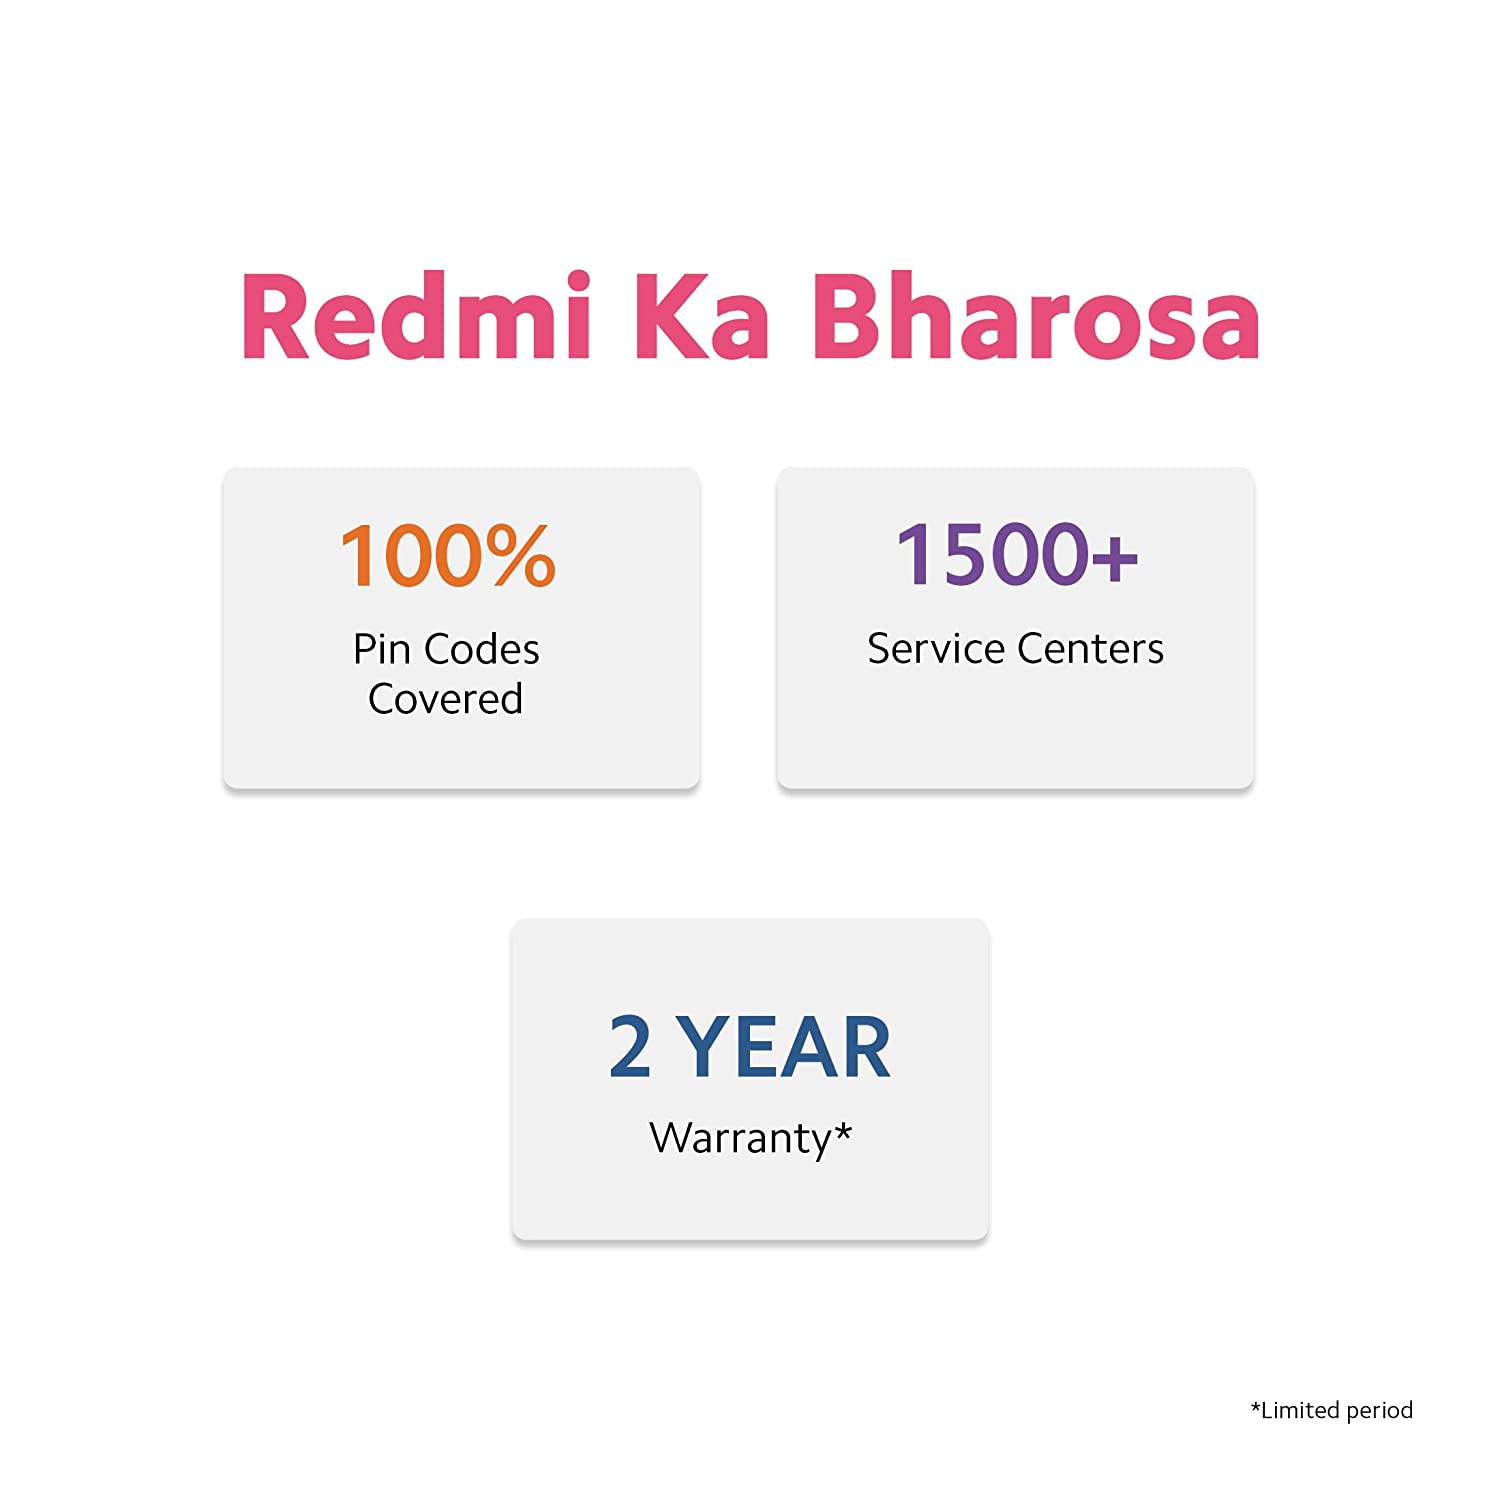 Redmi Ka Bharosa
100%
Pin Codes
Covered
1500+
Service Centers
2 YEAR
Warranty*
*Limited period